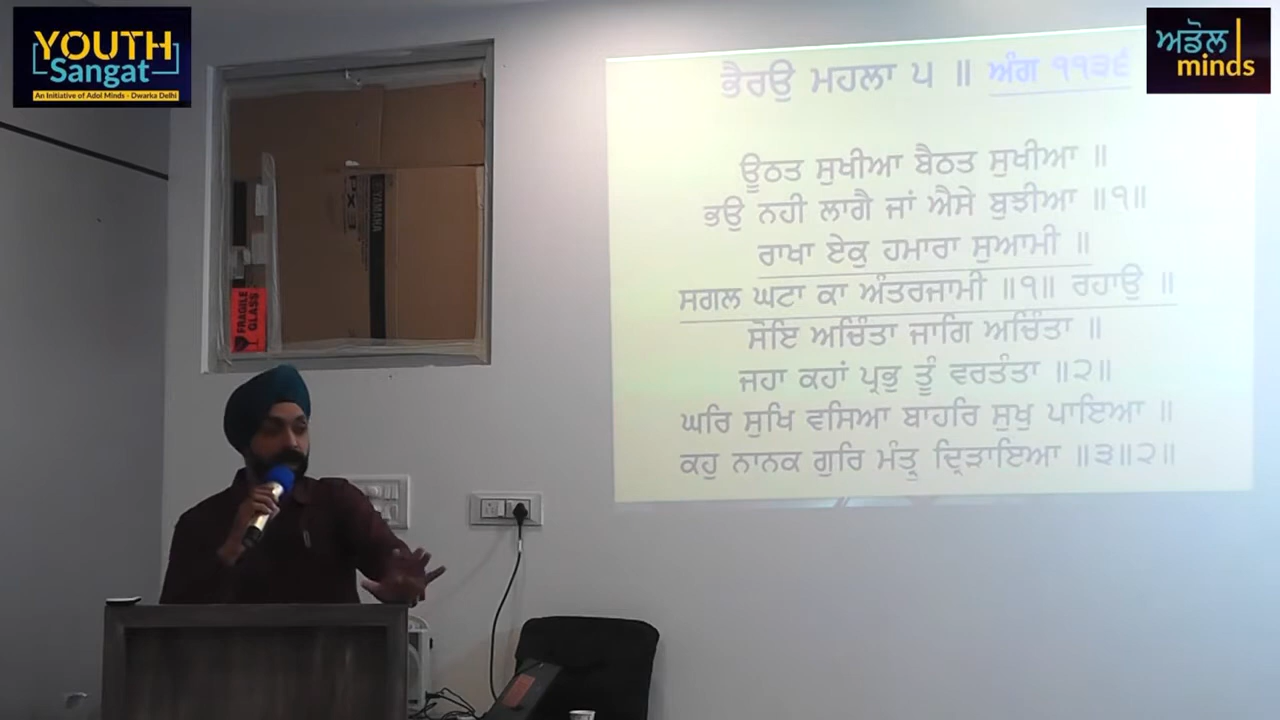 YOUTH
Sangat
An Initiative of Adol Minds - Dwarka Delhi
ਅਡੋਲ
minds
ਭੈਰਉ ਮਹਲਾ ੫ ॥ ਅੰਗ ੧੧੩੬
ਊਠਤ ਸੁਖੀਆ ਬੈਠਤ ਸੁਖੀਆ ॥
ਭਉ ਨਹੀ ਲਾਗੈ ਜਾਂ ਐਸੇ ਬੁਝੀਆ ॥੧॥
ਰਾਖਾ ਏਕੁ ਹਮਾਰਾ ਸੁਆਮੀ ॥
ਸਗਲ ਘਟਾ ਕਾ ਅੰਤਰਜਾਮੀ ॥੧॥ ਰਹਾਉ ॥
ਸੋਇ ਅਚਿੰਤਾ ਜਾਗਿ ਅਚਿੰਤਾ ॥
ਜਹਾ ਕਹਾਂ ਪ੍ਰਭੁ ਤੂੰ ਵਰਤੰਤਾ ॥੨॥
ਘਰਿ ਸੁਖਿ ਵਸਿਆ ਬਾਹਰਿ ਸੁਖੁ ਪਾਇਆ ॥
ਕਹੁ ਨਾਨਕ ਗੁਰਿ ਮੰਤ੍ਰੁ ਦ੍ਰਿੜਾਇਆ ॥੩॥੨॥
YAMAHA
FRAGILE
GLASS